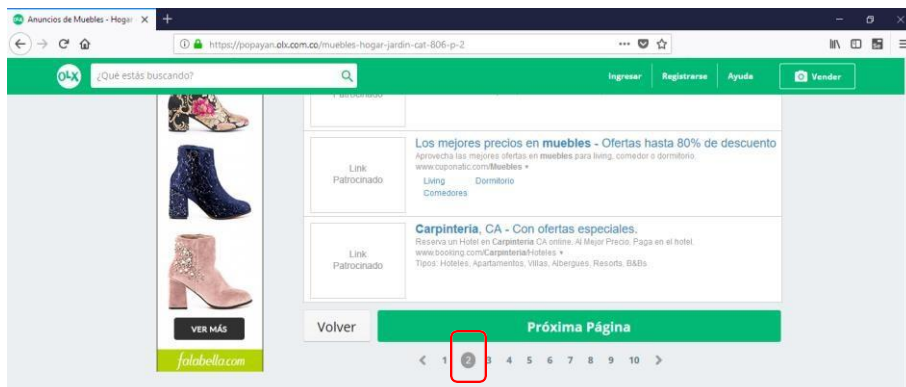 Anuncios de Muebles - Hogar
https://popayan.olx.com.co/muebles-hogar-jardin-cat-806-p-2
OLX
¿Qué estás buscando?
Ingresar
Registrarse
Ayuda
Vender
Patrocinado
Link
Patrocinado
Los mejores precios en muebles - Ofertas hasta 80% de descuento
Aprovecha las mejores ofertas en muebles para living, comedor o dormitorio.
www.cuponatic.com/Muebles
Living Dormitorio
Comedores
Link
Patrocinado
Carpinteria, CA - Con ofertas especiales.
Reserva un Hotel en Carpinteria CA online. Al Mejor Precio. Paga en el hotel.
www.booking.com/Carpinteria/Hoteles
Tipos: Hoteles, Apartamentos, Villas, Albergues, Resorts, B&Bs
VER MÁS
falabella.com
Volver
Próxima Página
1 2 3 4 5 6 7 8 9 10